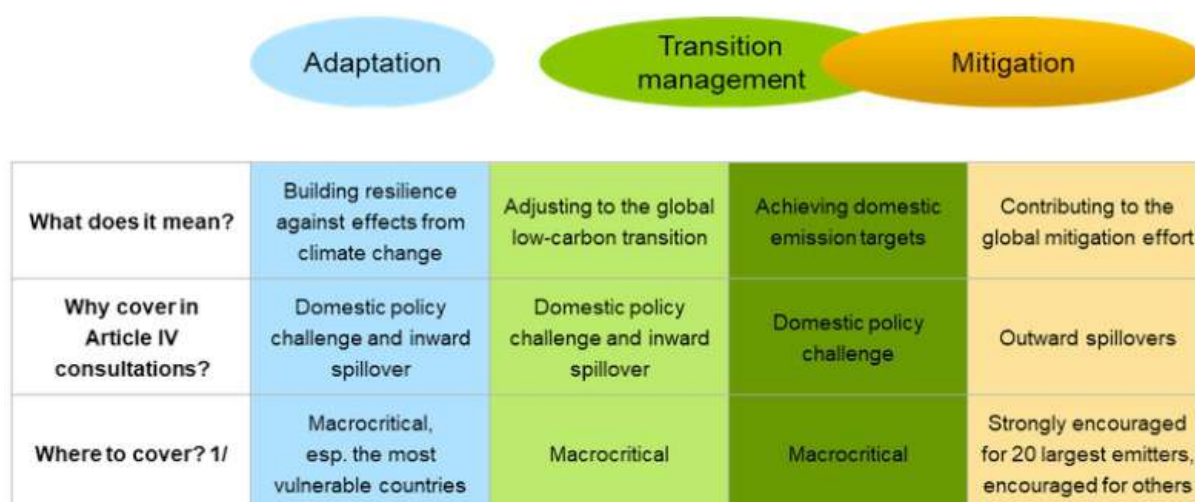 Adaptation
Transition
management
Mitigation
What does it mean?
Building resilience
against effects from
climate change
Adjusting to the global
low-carbon transition
Achieving domestic
emission targets
Contributing to the
global mitigation effort
Why cover in
Article IV
consultations?
Domestic policy
challenge and inward
spillover
Domestic policy
challenge and inward
spillover
Domestic policy
challenge
Outward spillovers
Where to cover? 1/
Macrocritical,
esp. the most
vulnerable countries
Macrocritical
Macrocritical
Strongly encouraged
for 20 largest emitters,
encouraged for others